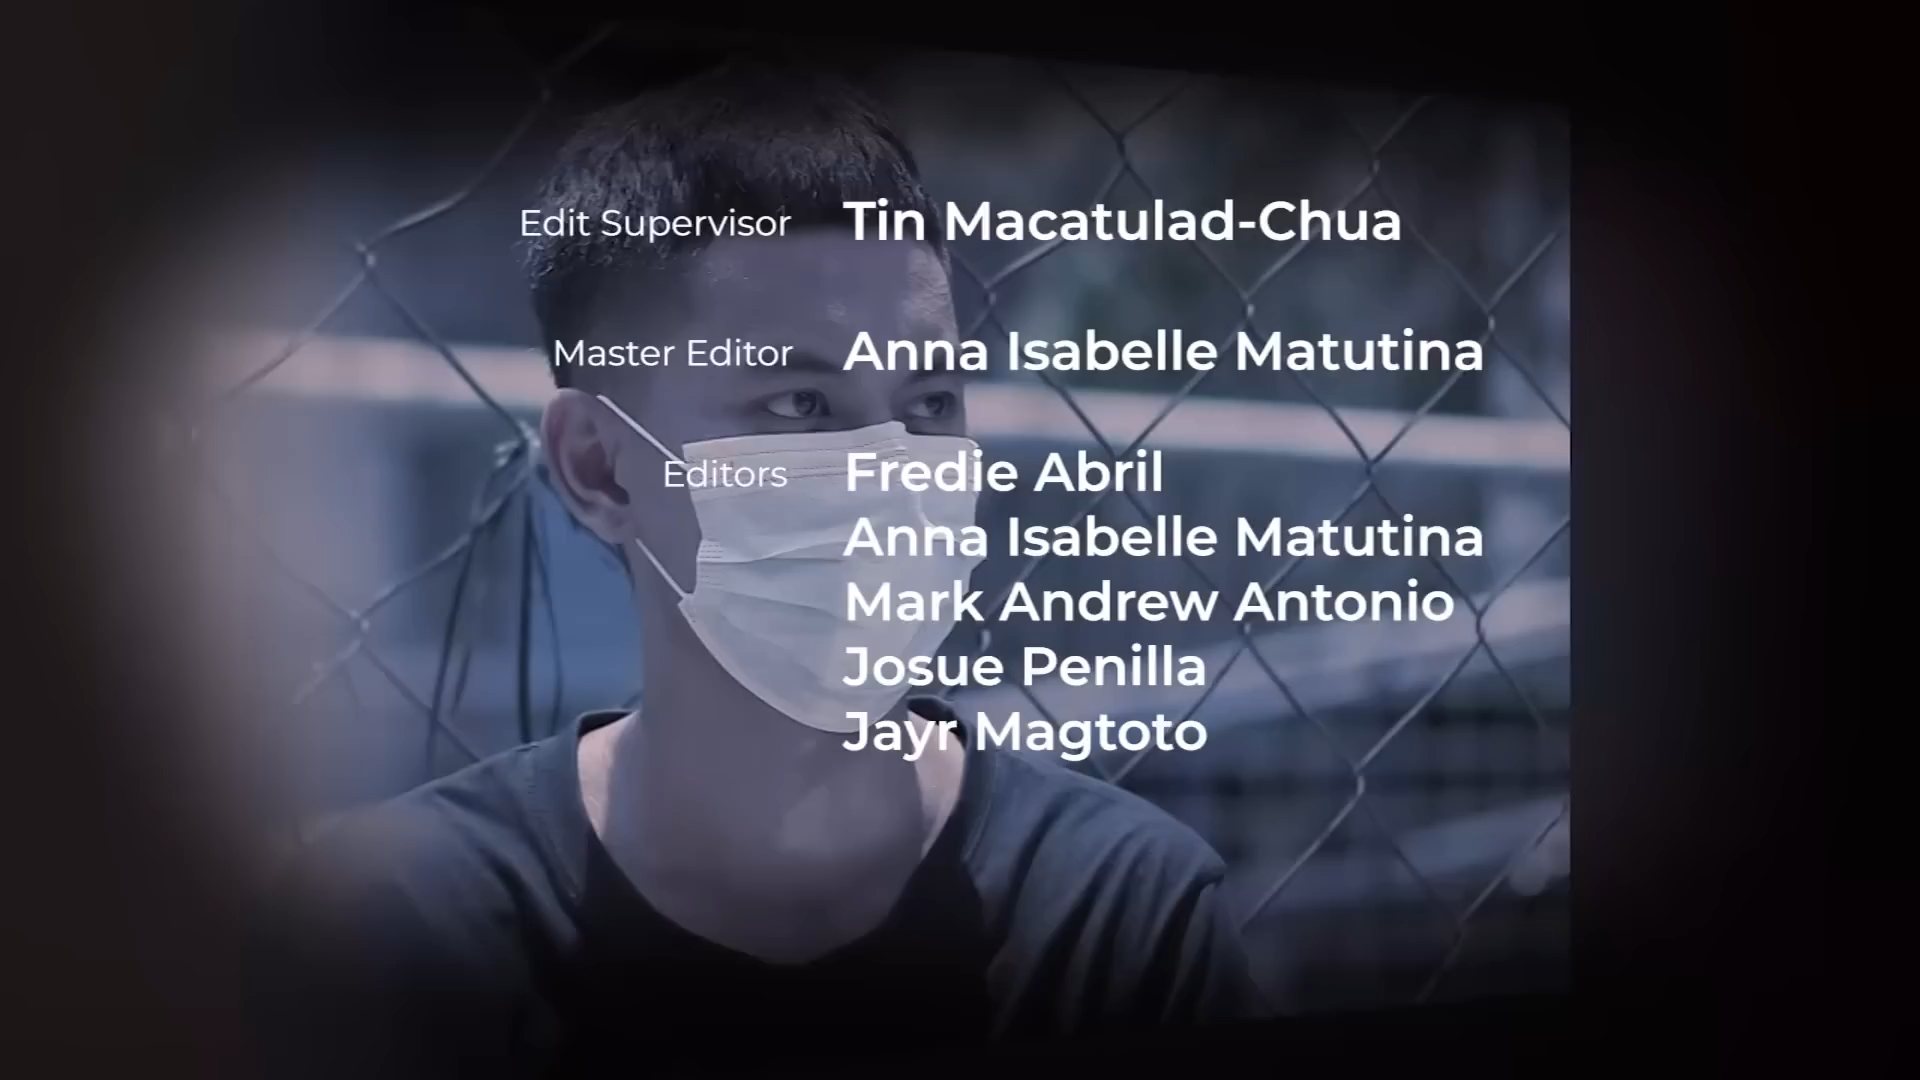 Edit Supervisor Tin Macatulad-Chua
Master Editor Anna Isabelle Matutina
Editors Fredie Abril
Anna Isabelle Matutina
Mark Andrew Antonio
Josue Penilla
Jayr Magtoto